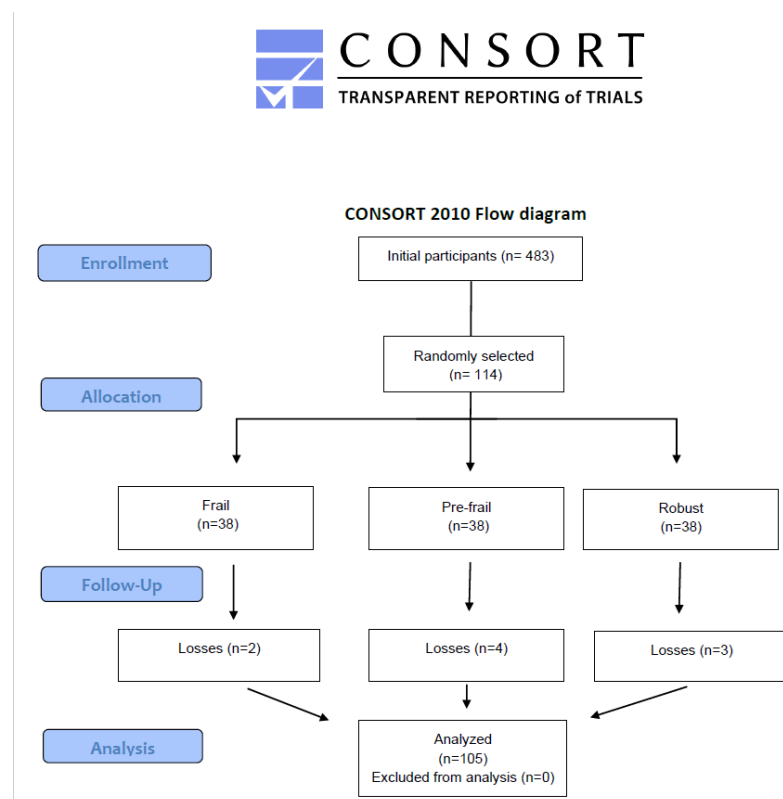 CONSORT
TRANSPARENT REPORTING of TRIALS
CONSORT 2010 Flow diagram
Enrollment
Initial participants (n= 483)
Randomly selected
(n= 114)
Allocation
Frail
(n=38)
Pre-frail
(n=38)
Robust
(n=38)
Follow-Up
Losses (n=2)
Losses (n=4)
Losses (n=3)
Analysis
Analyzed
(n=105)
Excluded from analysis (n=0)